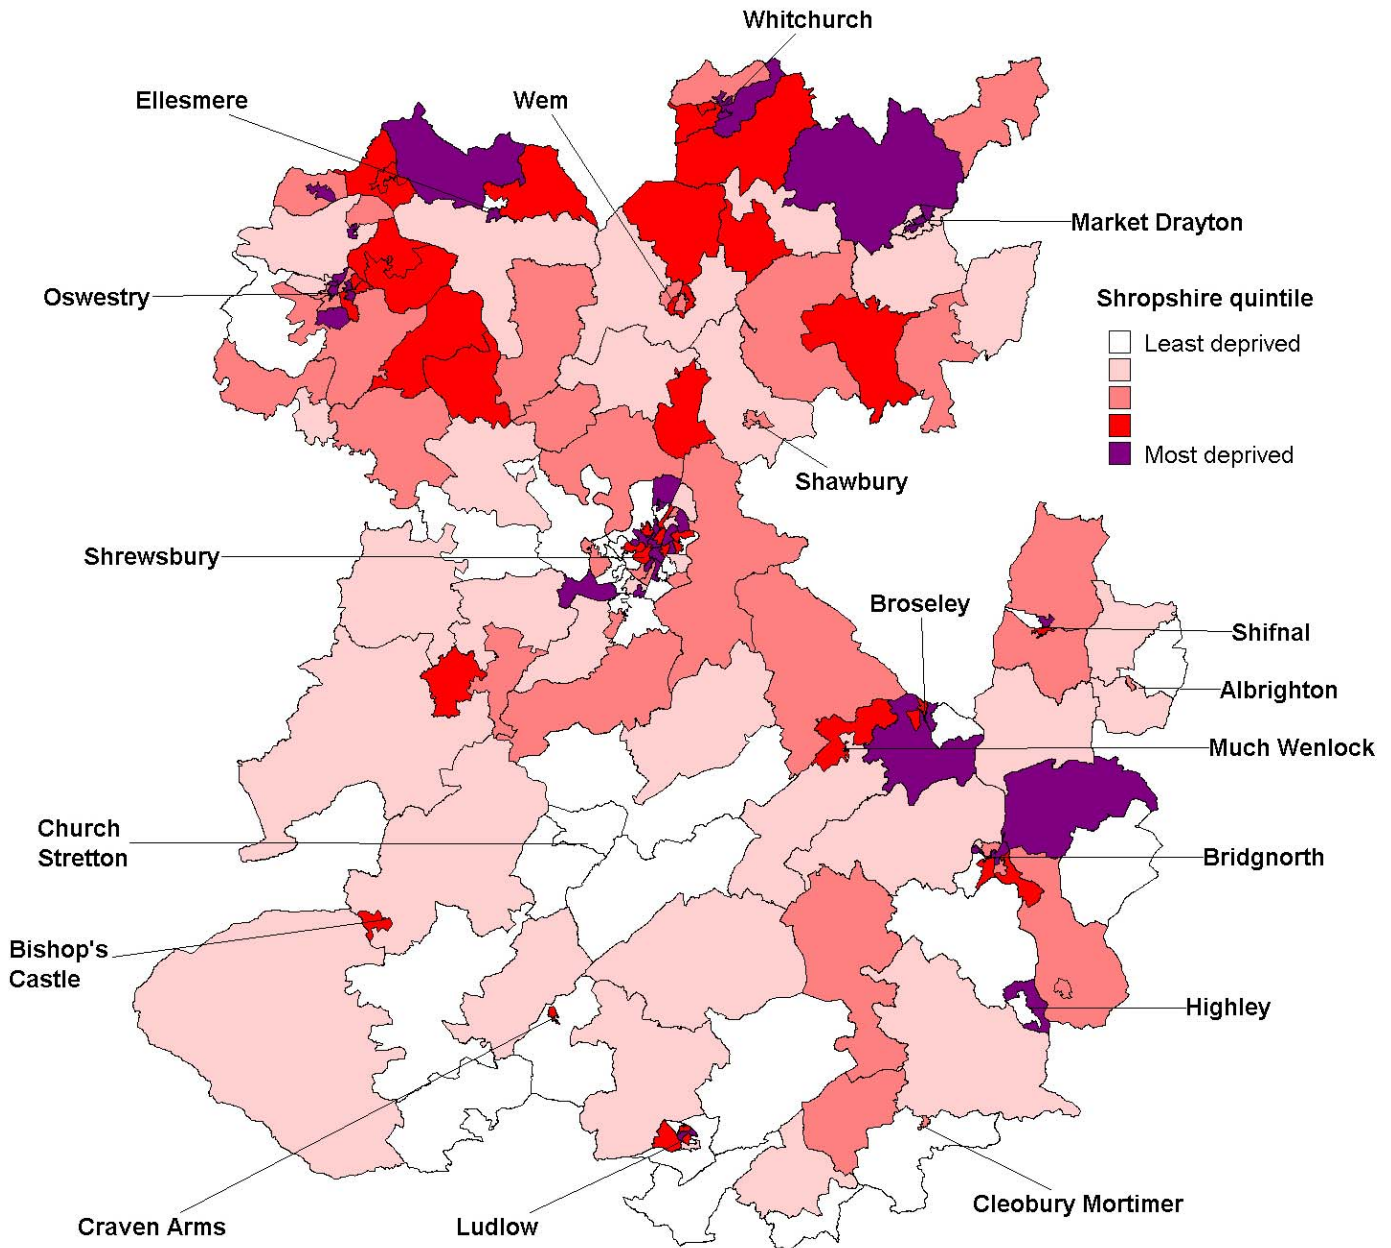 Whitchurch
Ellesmere
Wem
Market Drayton
Oswestry
Shropshire quintile
Least deprived
Most deprived
Shawbury
Shrewsbury
Broseley
Shifnal
Albrighton
Much Wenlock
Church
Stretton
Bridgnorth
Bishop's
Castle
Highley
Cleobury Mortimer
Craven Arms
Ludlow